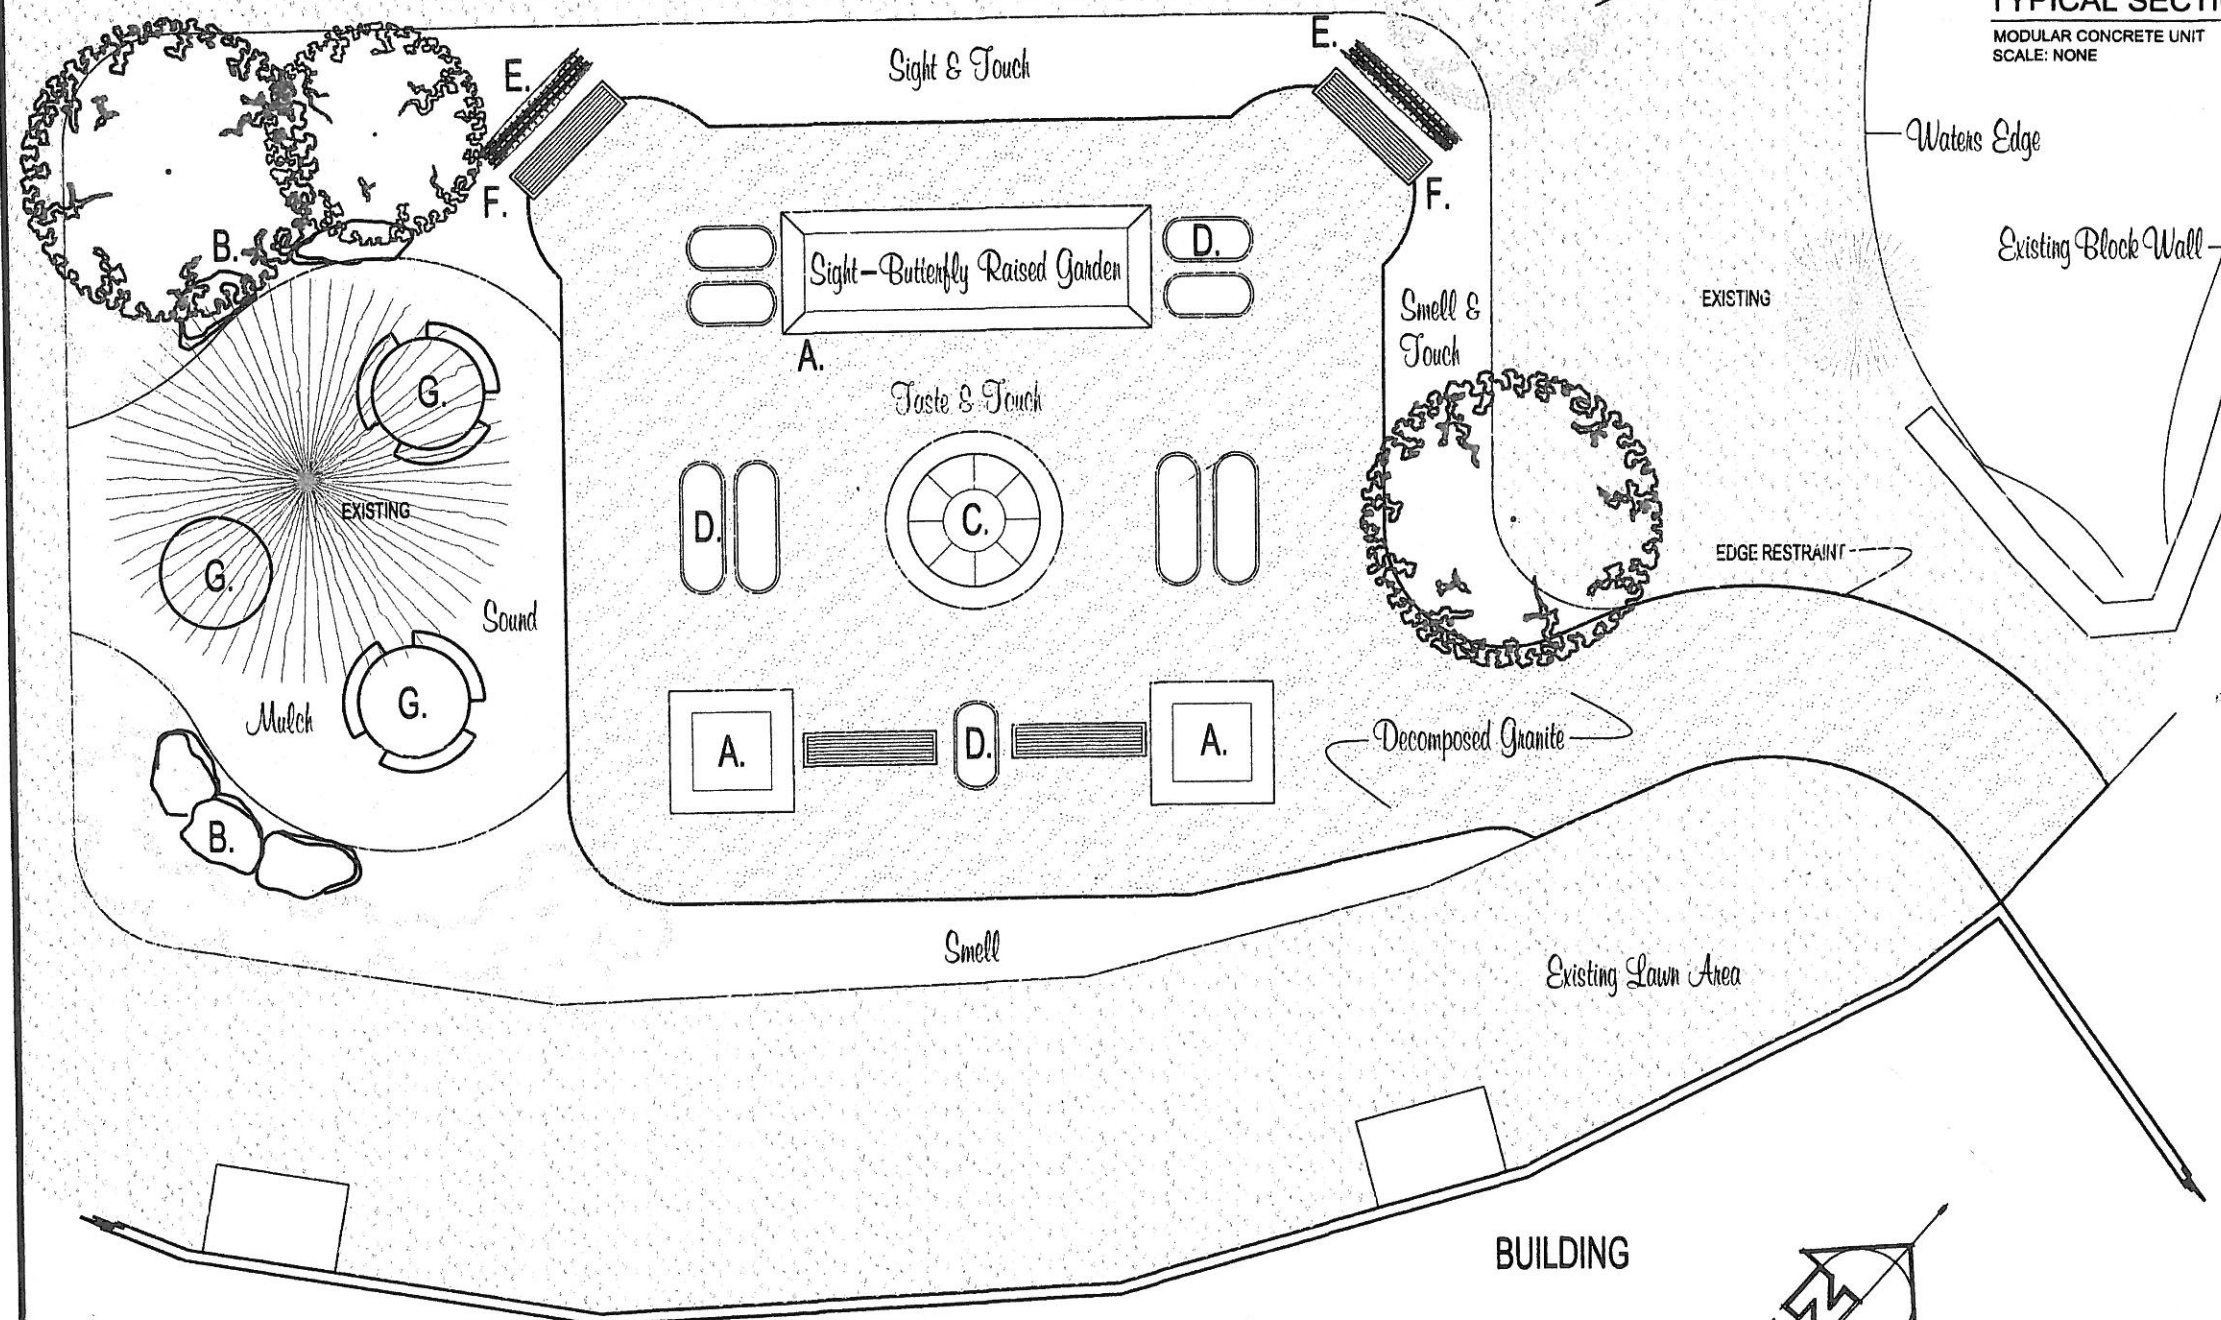 TYPICAL SECTI
MODULAR CONCRETE UNIT
SCALE: NONE
E.
Sight & Touch
E.
Waters Edge
F.
F.
B.
D.
Existing Block Wall
Sight-Butterfly Raised Garden
Smell &
Touch
EXISTING
A.
G.
Taste & Touch
EXISTING
D.
C.
EDGE RESTRAINT
G.
Sound
Mulch
G.
A.
D.
A.
Decomposed Granite
B.
Smell
Existing Lawn Area
BUILDING
N